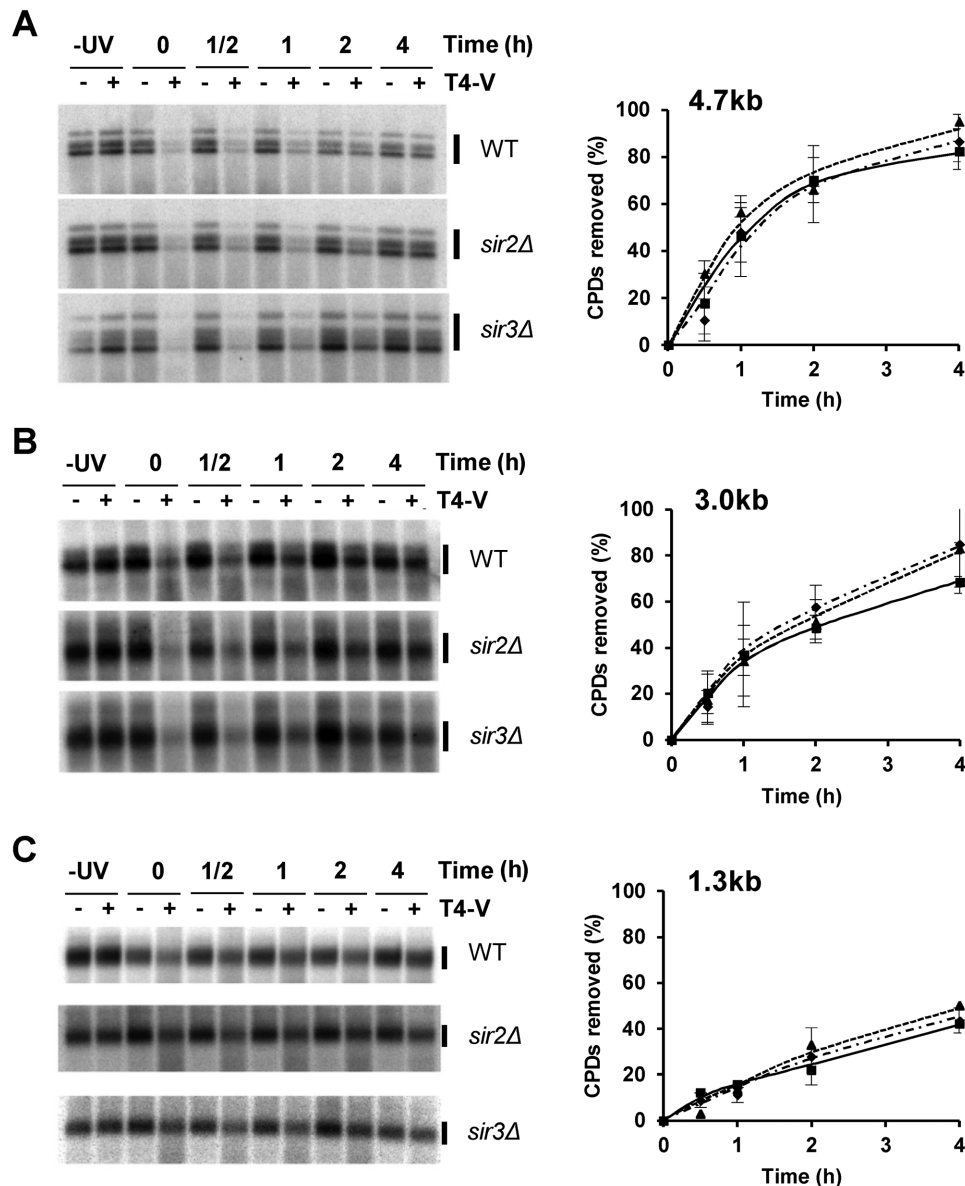 A
-UV 0 1/2 1 2 4 Time (h)
- + - + - + - + - + - + T4-V
WT
sir2Δ
sir3Δ
4.7kb
CPDs removed (%)
100
80
60
40
20
0
0 1 2 3 4
Time (h)
B
-UV 0 1/2 1 2 4 Time (h)
- + - + - + - + - + - + T4-V
WT
sir2Δ
sir3Δ
3.0kb
CPDs removed (%)
100
80
60
40
20
0
0 1 2 3 4
Time (h)
C
-UV 0 1/2 1 2 4 Time (h)
- + - + - + - + - + - + T4-V
WT
sir2Δ
sir3Δ
1.3kb
CPDs removed (%)
100
80
60
40
20
0
0 1 2 3 4
Time (h)